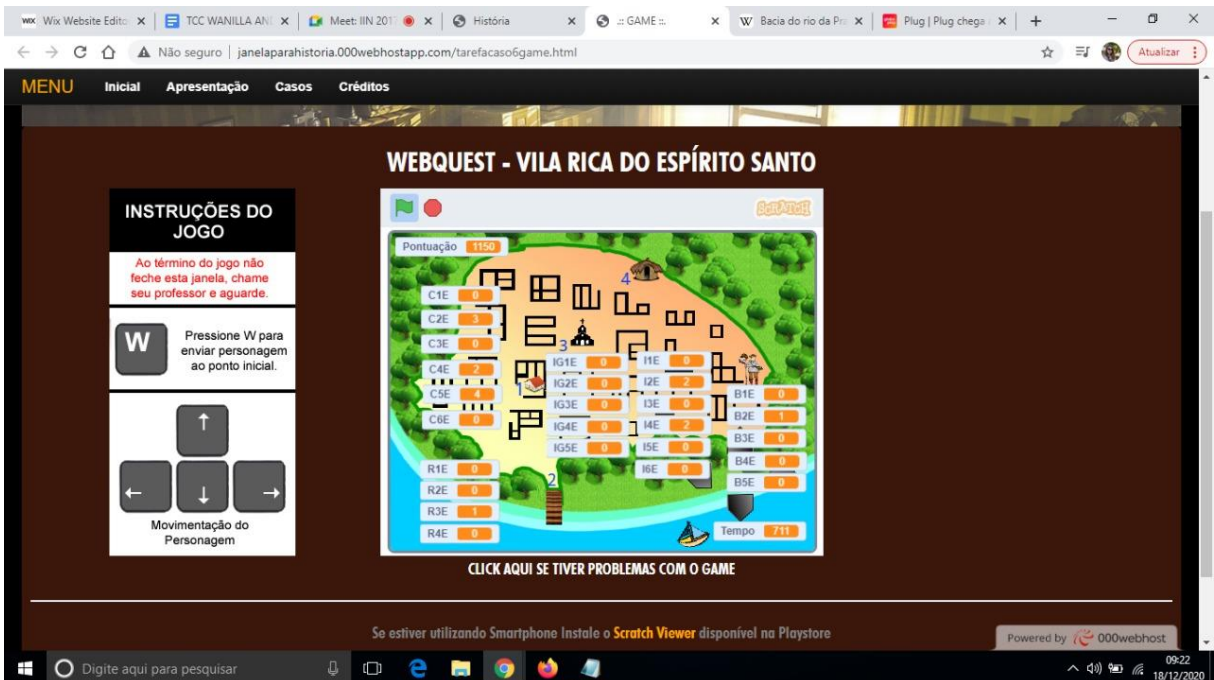 WIX Wix Website Edito
TCC WANILLA AN
Meet: IIN 201
História
.:: GAME ::.
W Bacia do rio da Pr
Plug | Plug chega
Não seguro | janelaparahistoria.000webhostapp.com/tarefacaso6game.html
Atualizar
MENU Inicial Apresentação Casos Créditos
WEBQUEST - VILA RICA DO ESPÍRITO SANTO
INSTRUÇÕES DO
JOGO
Ao término do jogo não
feche esta janela, chame
seu professor e aguarde.
W
Pressione W para
enviar personagem
ao ponto inicial.
Movimentação do
Personagem
SCRATCH
Pontuação 1150
C1E 0
C2E 3
C3E 0
C4E 2
C5E 4
C6E 0
R1E 0
R2E 0
R3E 1
R4E 0
1
2
3
4
IG1E 0
IG2E 0
IG3E 0
IG4E 0
IG5E 0
I1E 0
I2E 2
I3E 0
I4E 2
I5E 0
I6E 0
B1E 0
B2E 1
B3E 0
B4E 0
B5E 0
Tempo 711
CLICK AQUI SE TIVER PROBLEMAS COM O GAME
Se estiver utilizando Smartphone Instale o Scratch Viewer disponível na Playstore
Powered by 000webhost
Digite aqui para pesquisar
09:22
18/12/2020